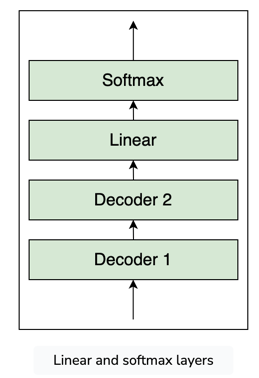 Softmax
Linear
Decoder 2
Decoder 1
Linear and softmax layers